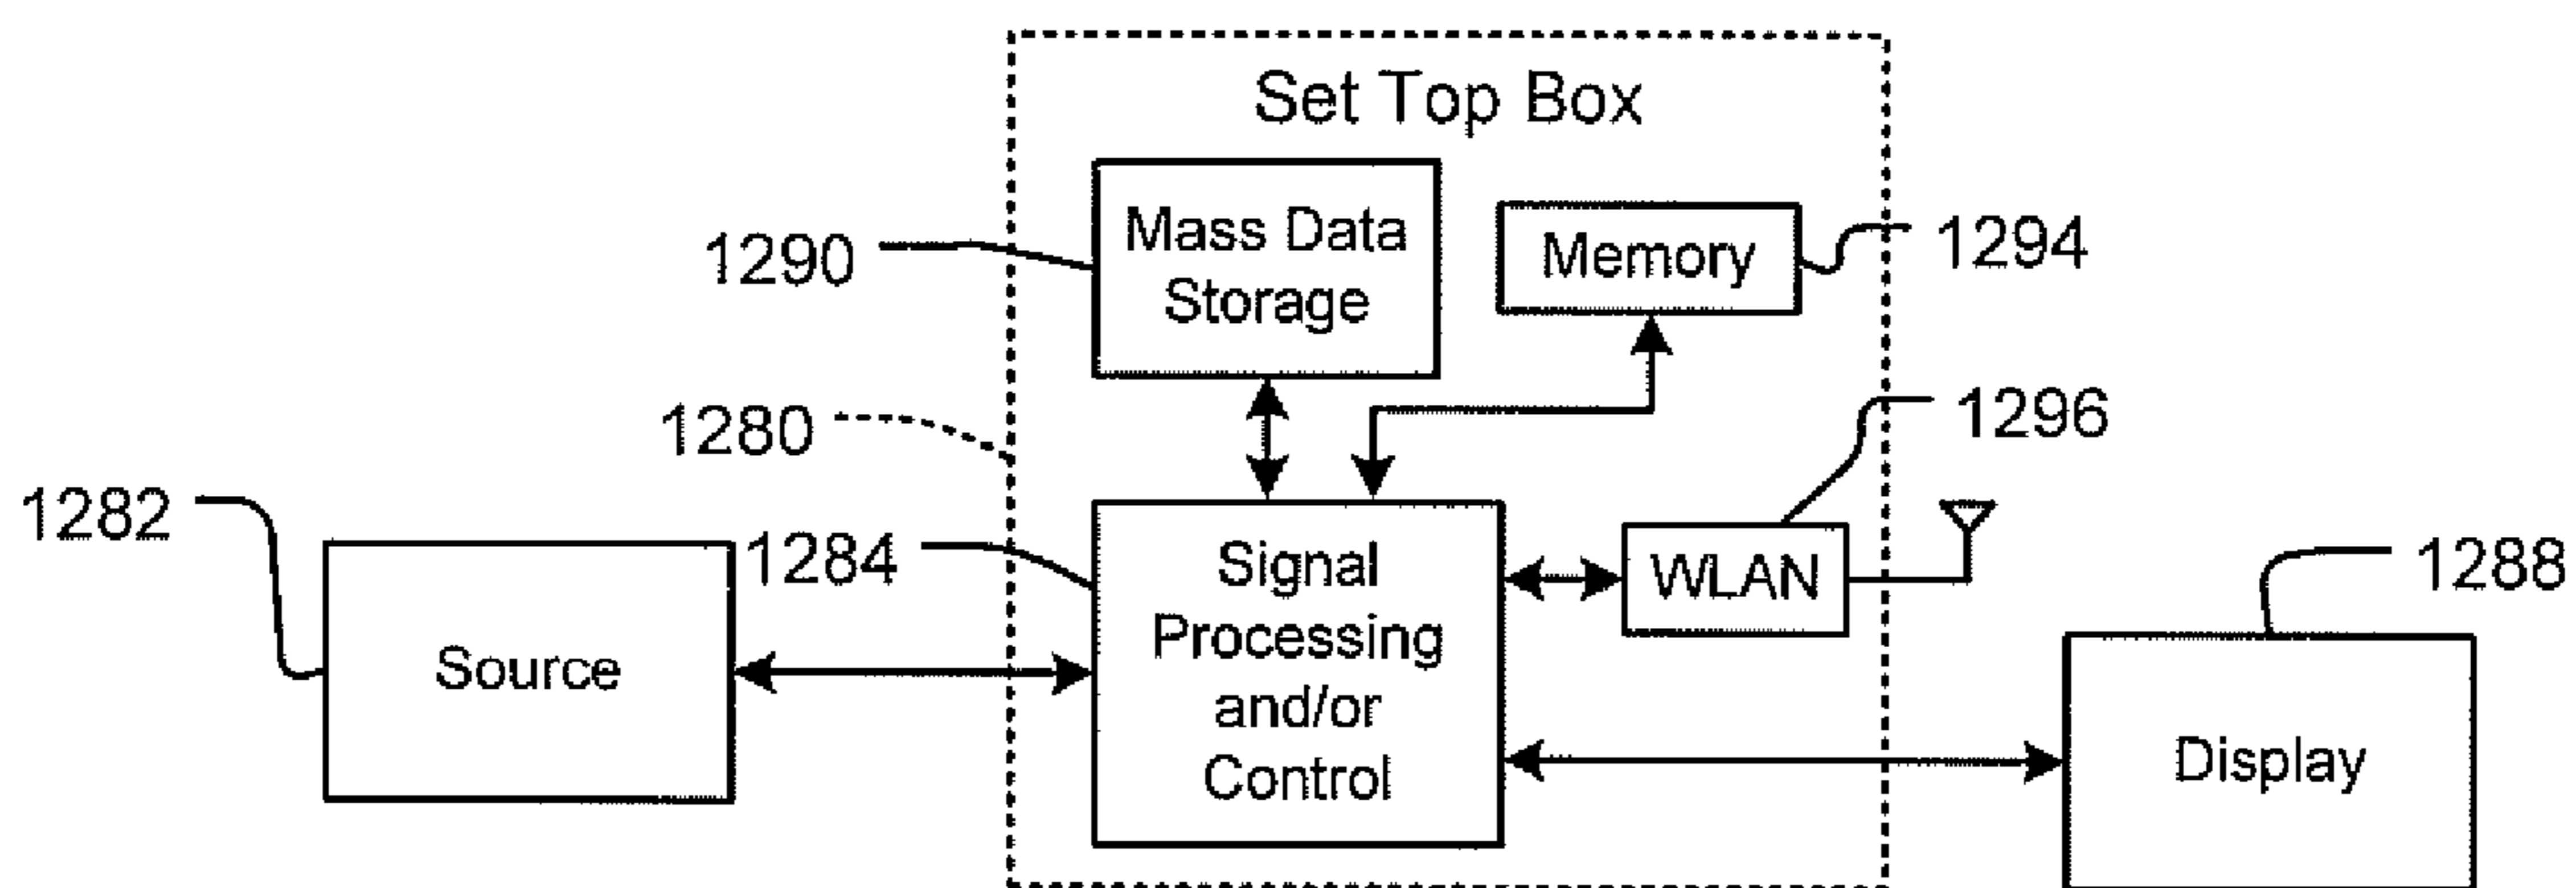 Set Top Box
1290
Mass Data
Storage
Memory
1294
1280
1296
1282
1284
Signal
Processing
and/or
Control
WLAN
1288
Source
Display